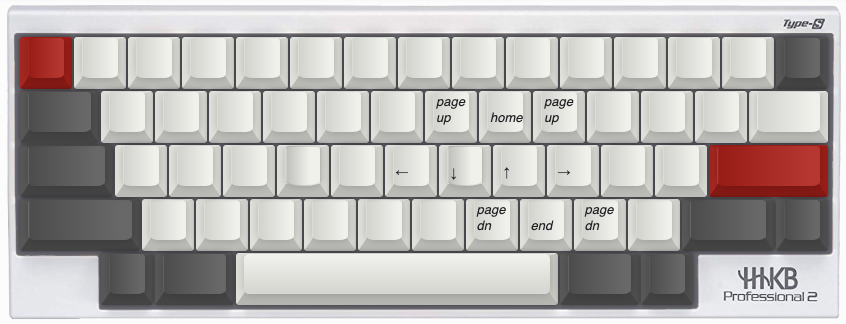 Type-S
page up
home
page up
←
↓
↑
→
page dn
end
page dn
HHKB
Professional 2